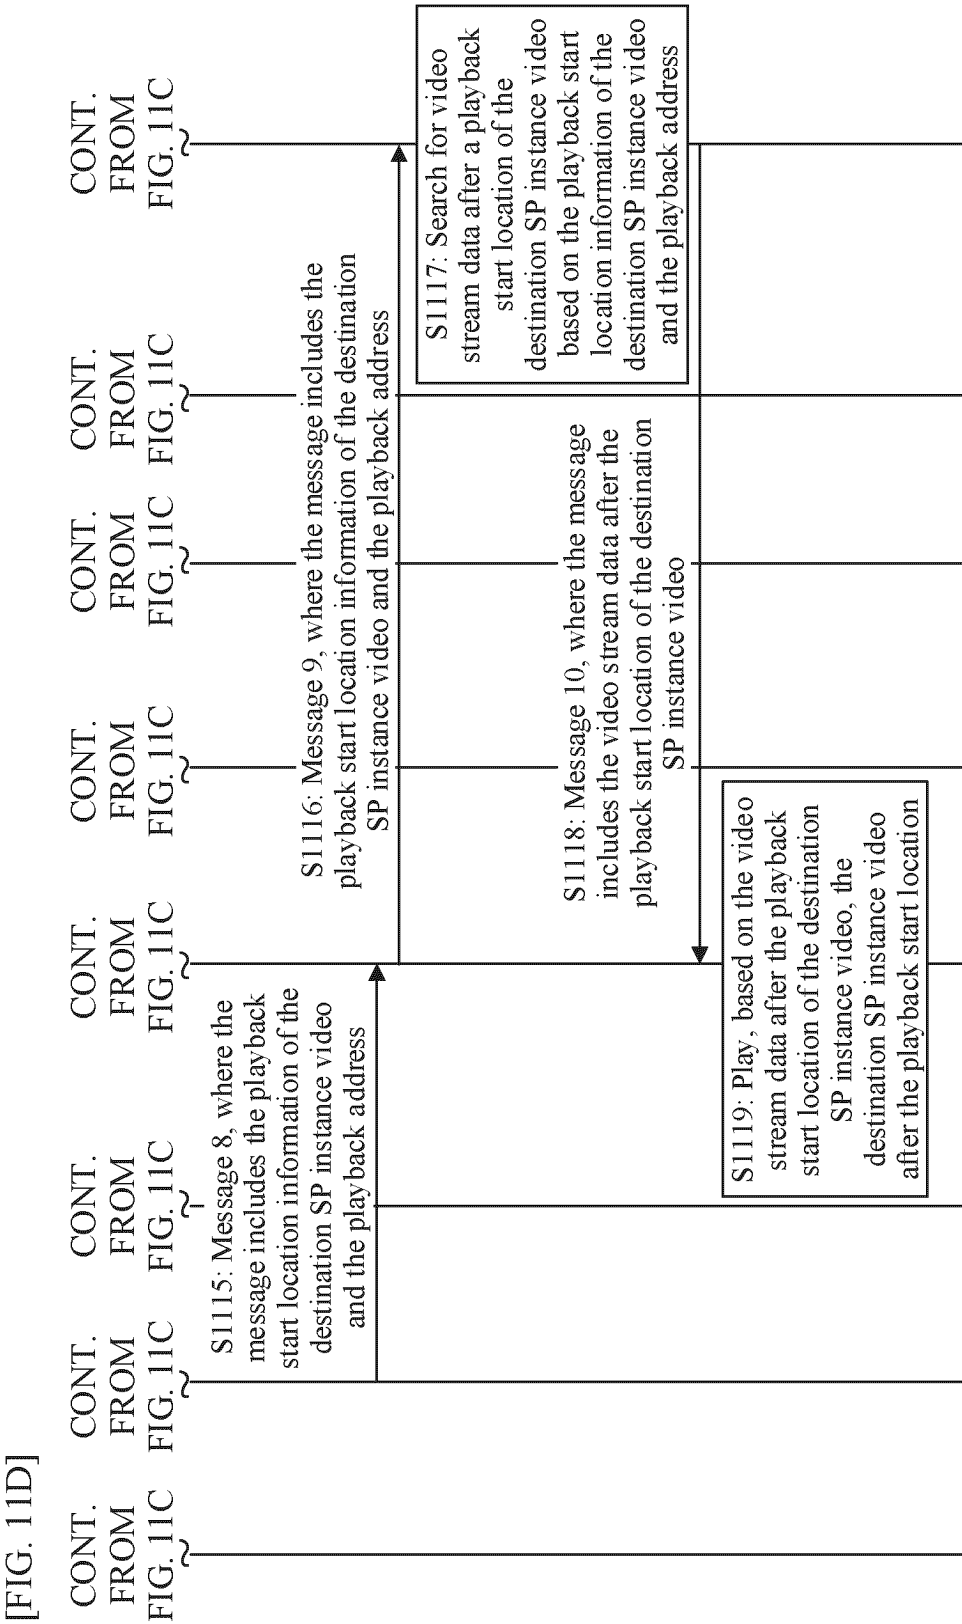 [FIG. 11D]
CONT.
FROM
FIG. 11C
CONT.
FROM
FIG. 11C
CONT.
FROM
FIG. 11C
CONT.
FROM
FIG. 11C
CONT.
FROM
FIG. 11C
CONT.
FROM
FIG. 11C
CONT.
FROM
FIG. 11C
CONT.
FROM
FIG. 11C
S1115: Message 8, where the
message includes the playback
start location information of the
destination SP instance video
and the playback address
S1116: Message 9, where the message includes the
playback start location information of the destination
SP instance video and the playback address
S1117: Search for video
stream data after a playback
start location of the
destination SP instance video
based on the playback start
location information of the
destination SP instance video
and the playback address
S1118: Message 10, where the message
includes the video stream data after the
playback start location of the destination
SP instance video
S1119: Play, based on the video
stream data after the playback
start location of the destination
SP instance video, the
destination SP instance video
after the playback start location